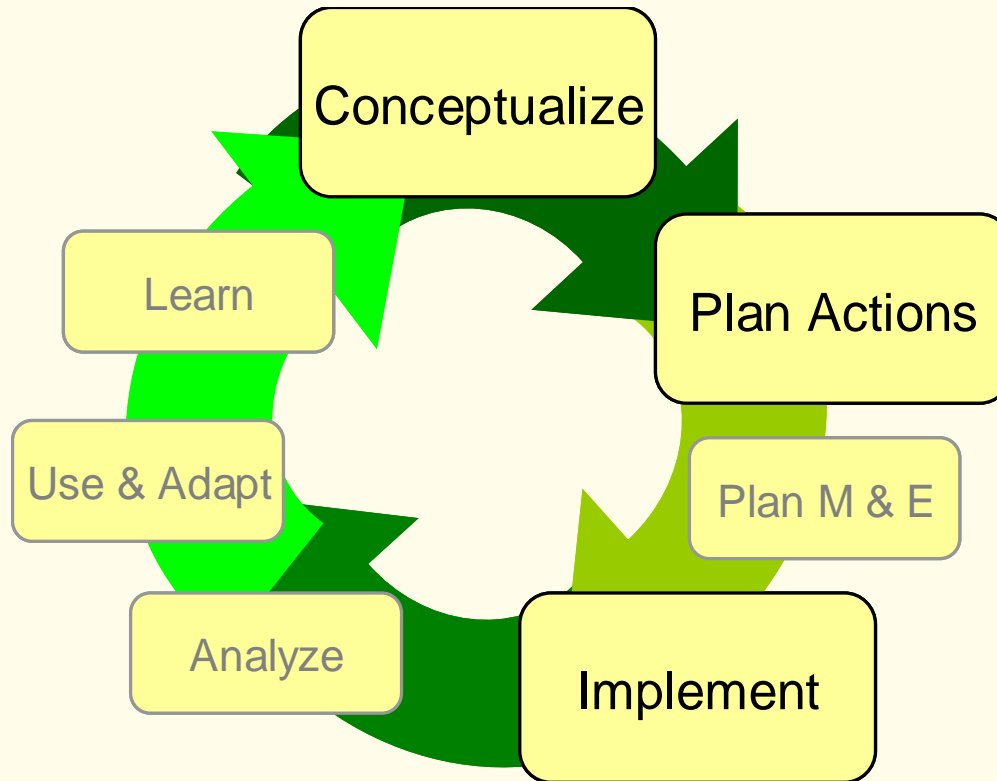 Conceptualize
Plan Actions
Plan M & E
Implement
Analyze
Use & Adapt
Learn